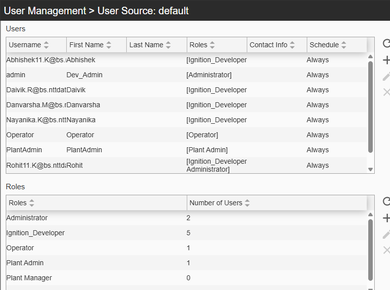 User Management > User Source: default
Users
Username First Name Last Name Roles Contact Info Schedule
Abhishek11.K@bs. Abhishek [Ignition_Developer Always
admin Dev_Admin [Administrator] Always
Daivik.R@bs.nttdat Daivik [Ignition_Developer Always
Danvarsha.M@bs.n Danvarsha [Ignition_Developer Always
Nayanika.K@bs.ntt Nayanika [Ignition_Developer Always
Operator Operator [Operator] Always
PlantAdmin PlantAdmin [Plant Admin] Always
Rohit11.K@bs.nttda Rohit [Ignition_Developer Always
Administrator]
Roles
Roles Number of Users
Administrator 2
Ignition_Developer 5
Operator 1
Plant Admin 1
Plant Manager 0